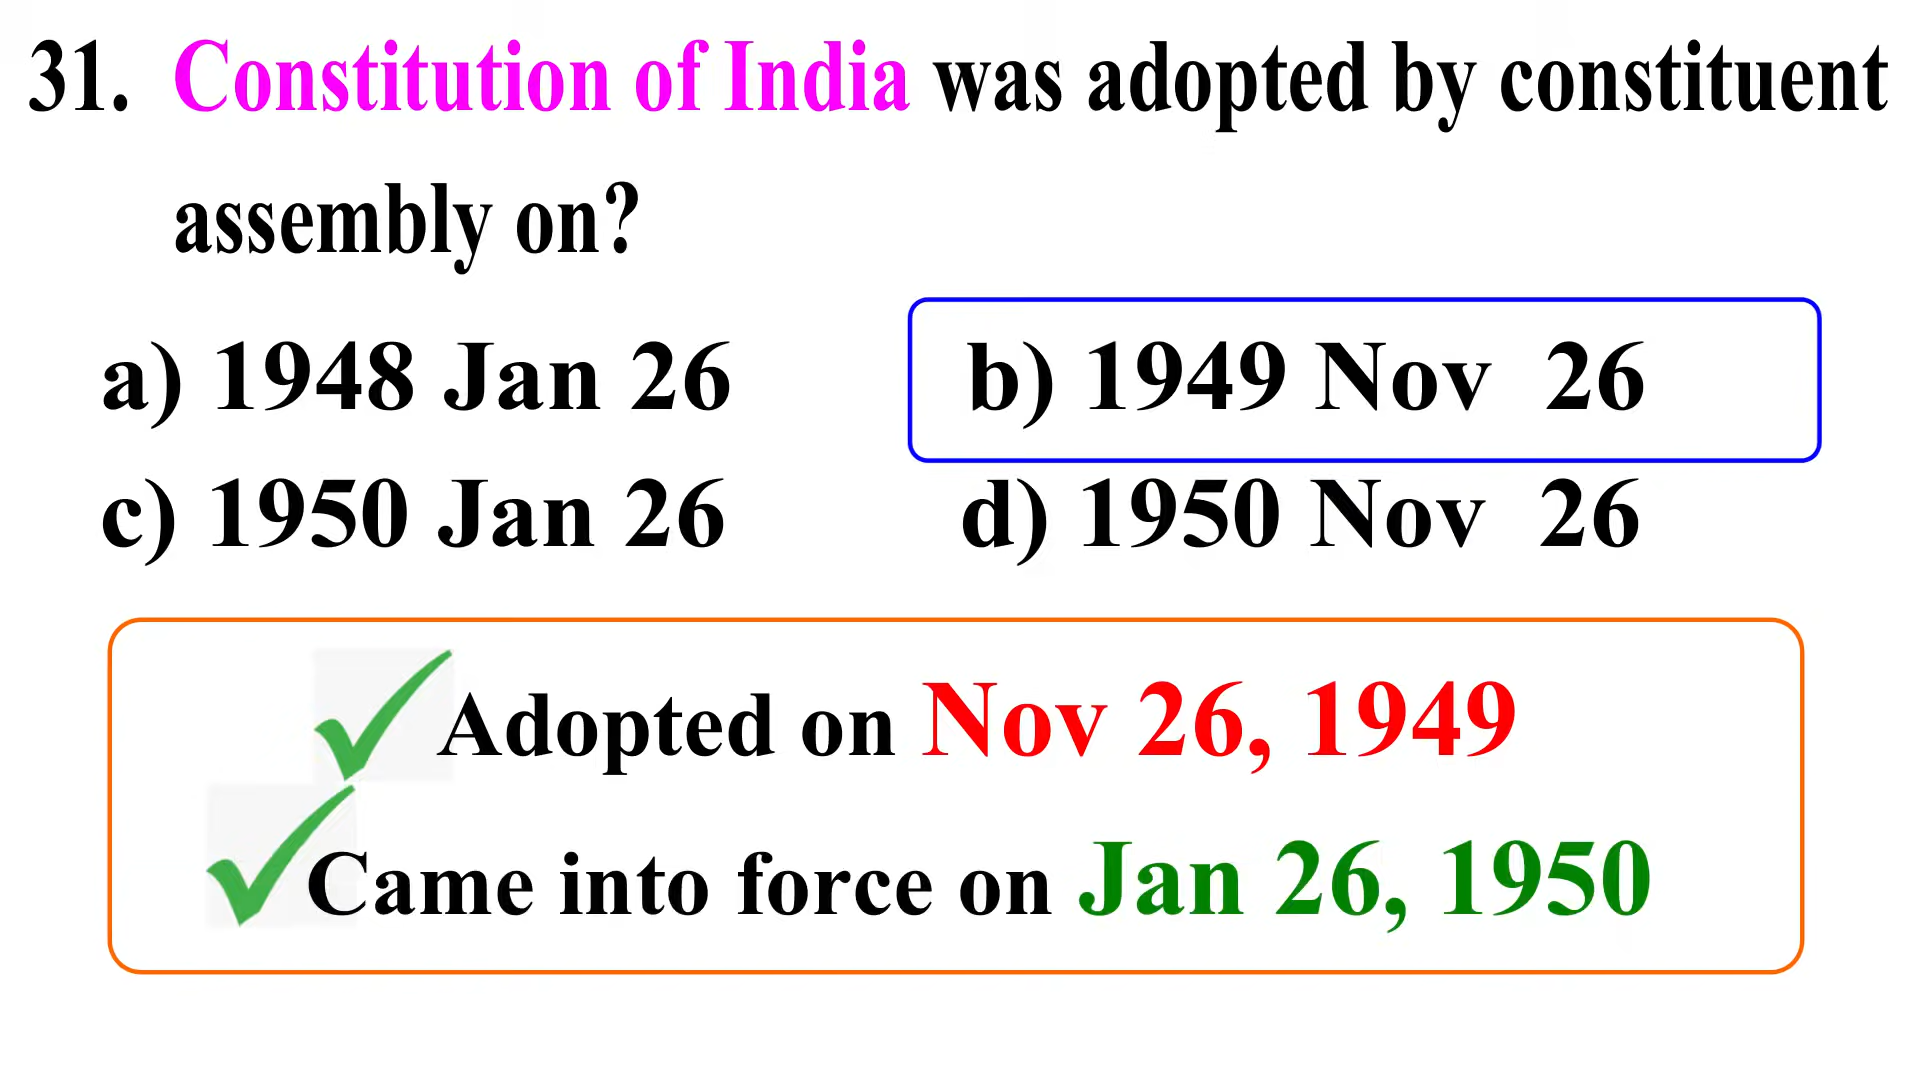 31. Constitution of India was adopted by constituent
assembly on?
a) 1948 Jan 26 b) 1949 Nov 26
c) 1950 Jan 26 d) 1950 Nov 26
Adopted on Nov 26, 1949
Came into force on Jan 26, 1950